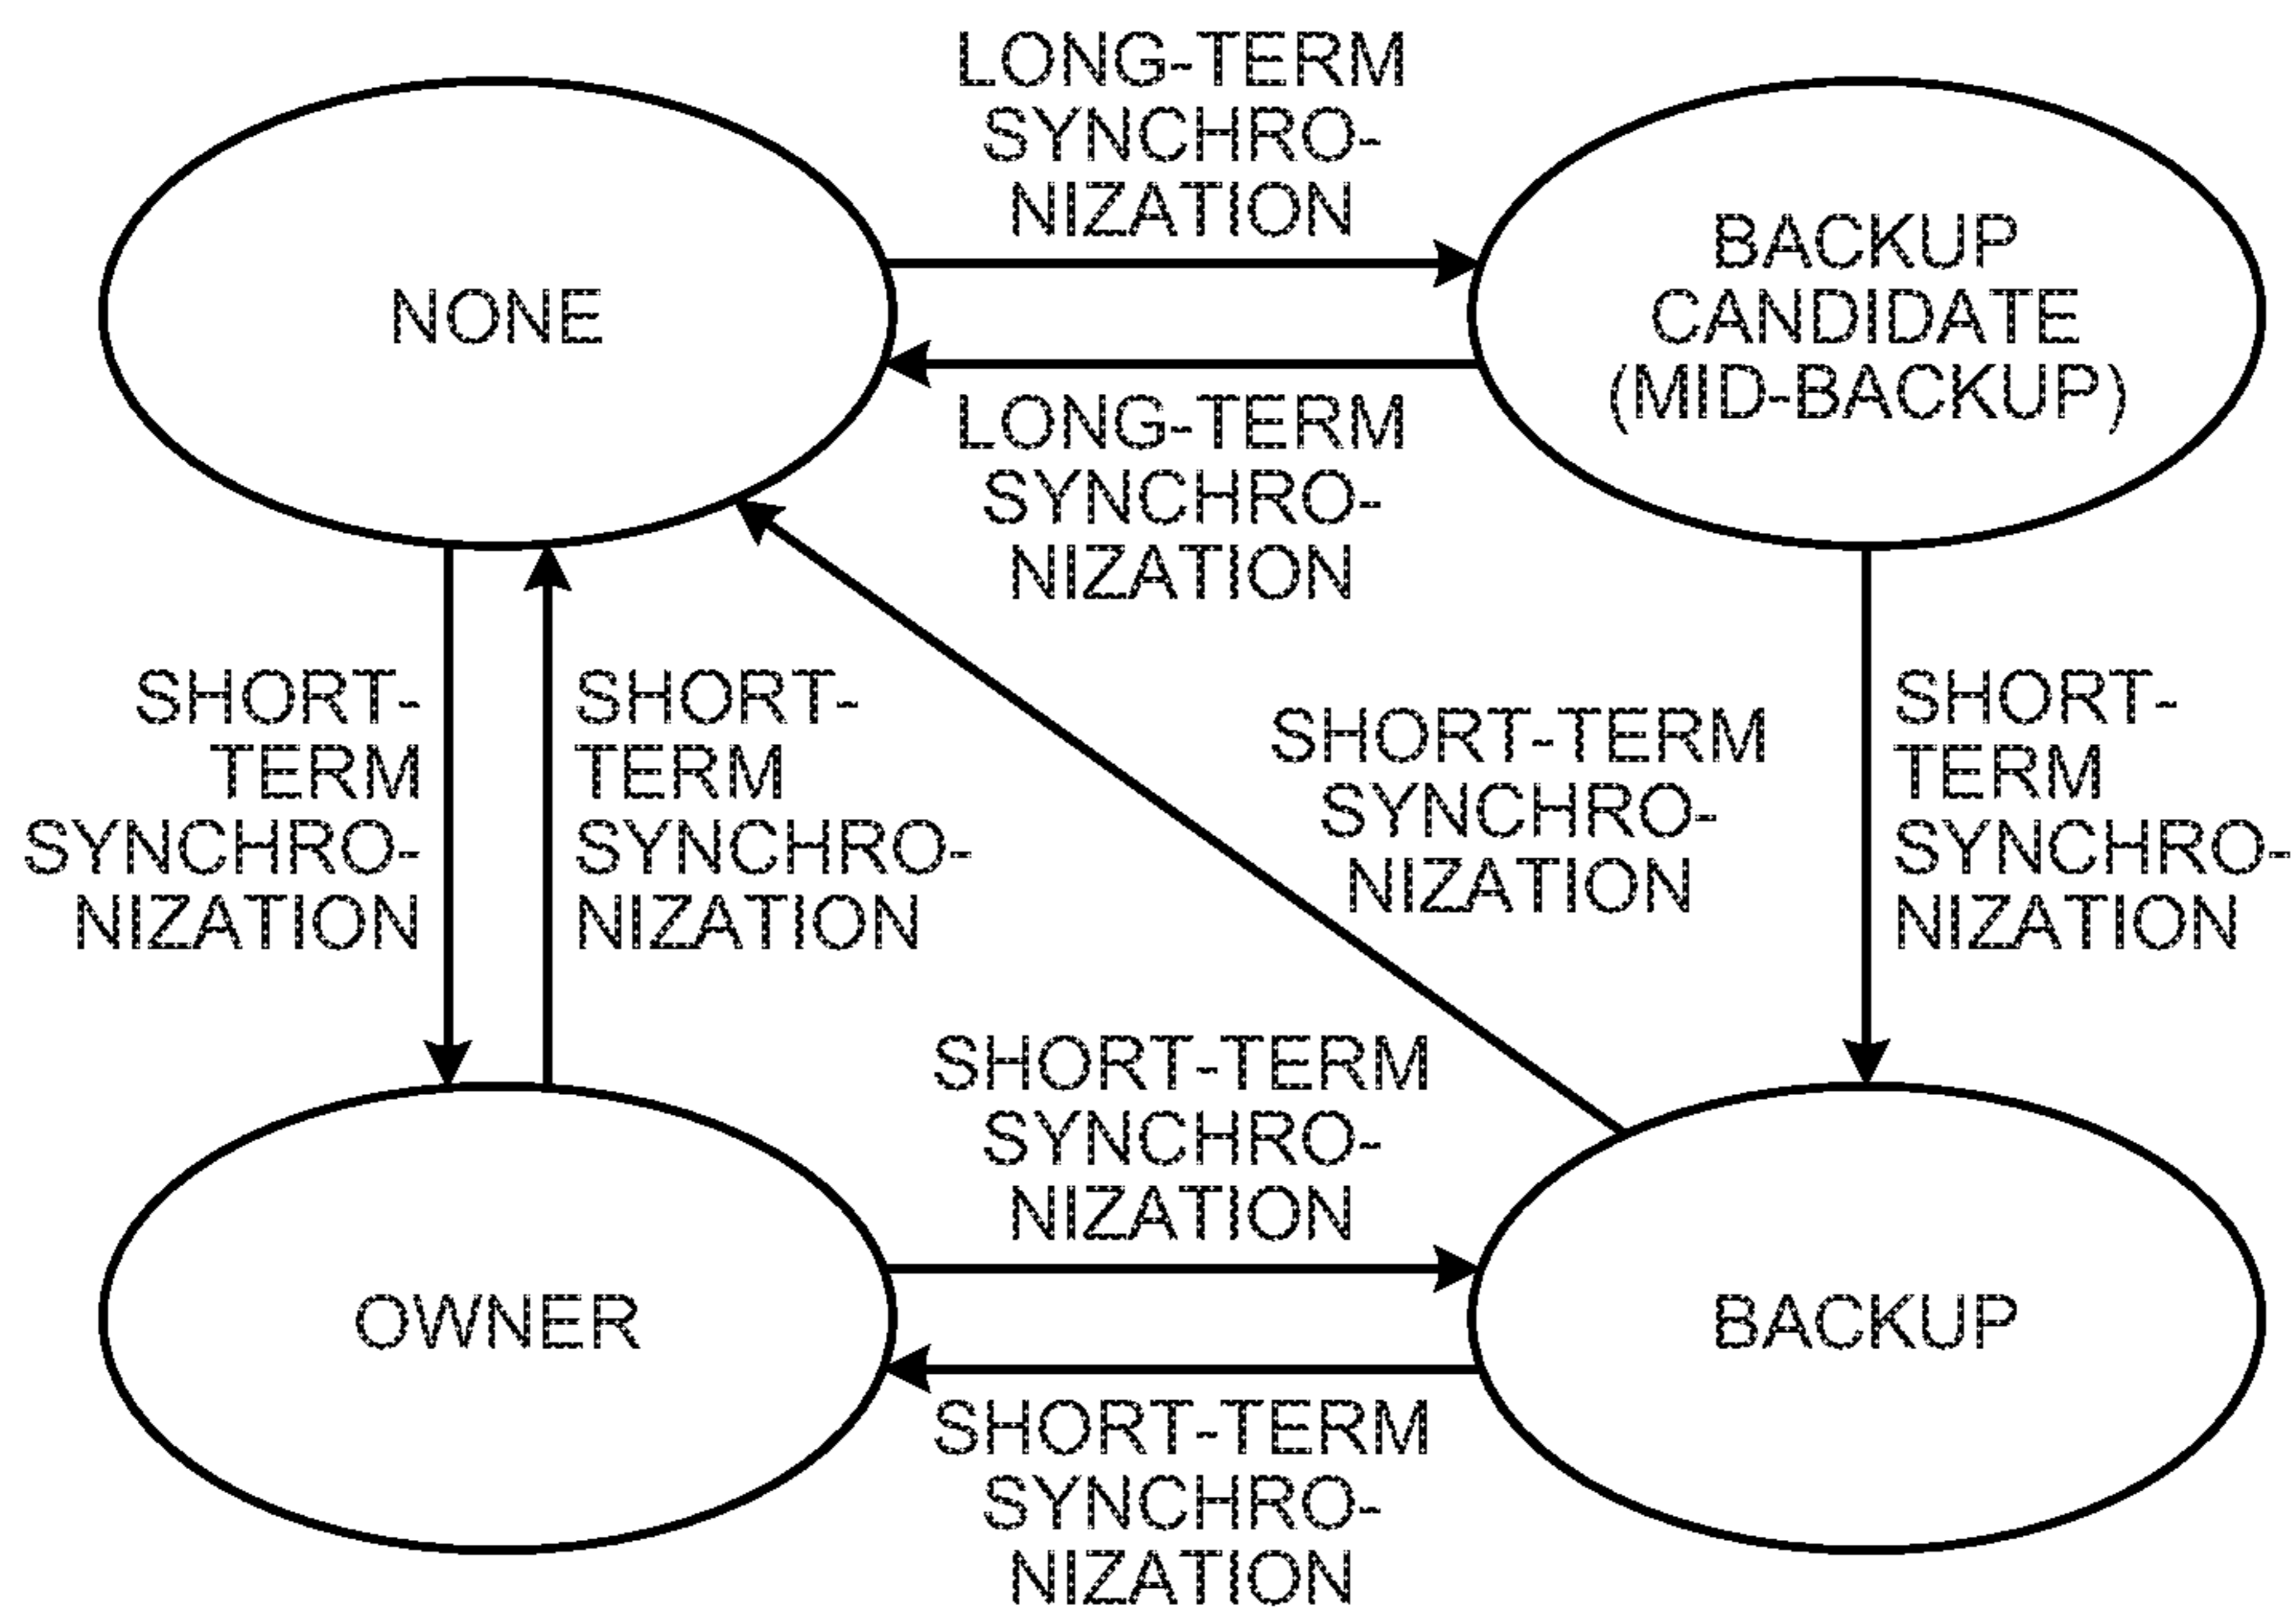 LONG-TERM
SYNCHRO-
NIZATION
NONE
BACKUP
CANDIDATE
(MID-BACKUP)
LONG-TERM
SYNCHRO-
NIZATION
SHORT-
TERM
SYNCHRO-
NIZATION
SHORT-
TERM
SYNCHRO-
NIZATION
SHORT-TERM
SYNCHRO-
NIZATION
SHORT-
TERM
SYNCHRO-
NIZATION
SHORT-TERM
SYNCHRO-
NIZATION
OWNER
BACKUP
SHORT-TERM
SYNCHRO-
NIZATION